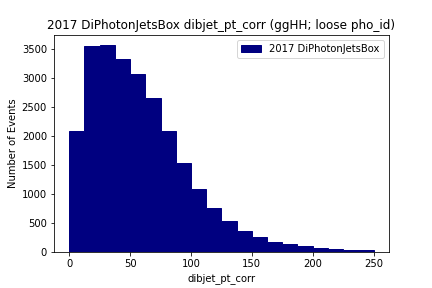 2017 DiPhotonJetsBox dibjet_pt_corr (ggHH; loose pho_id)
2017 DiPhotonJetsBox
Number of Events
3500
3000
2500
2000
1500
1000
500
0
0 50 100 150 200 250
dibjet_pt_corr